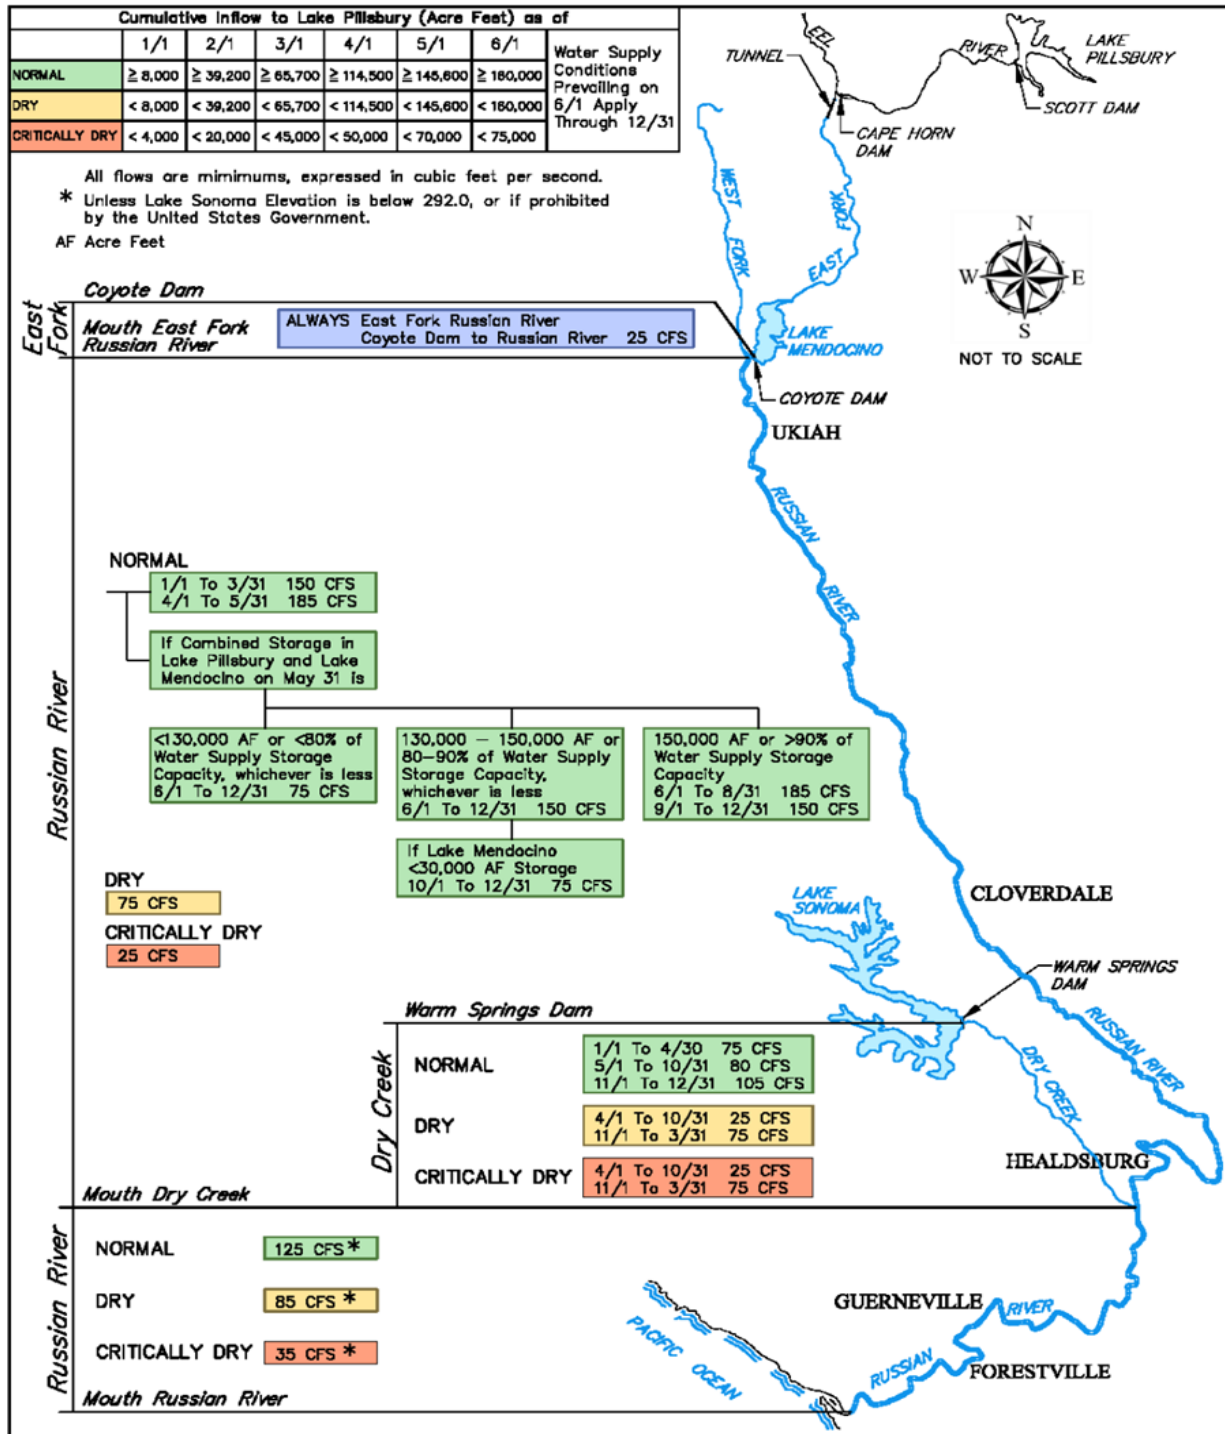 Cumulative Inflow to Lake Pillsbury (Acre Feet) as of
1/1 2/1 3/1 4/1 5/1 6/1
NORMAL ≧ 8,000 ≧ 39,200 ≧ 65,700 ≧ 114,500 ≧ 145,600 ≧ 160,000
DRY < 8,000 < 39,200 < 65,700 < 114,500 < 145,600 < 160,000
CRITICALLY DRY < 4,000 < 20,000 < 45,000 < 50,000 < 70,000 < 75,000
Water Supply
Conditions
Prevailing on
6/1 Apply
Through 12/31
All flows are mimimums, expressed in cubic feet per second.
* Unless Lake Sonoma Elevation is below 292.0, or if prohibited
by the United States Government.
AF Acre Feet
EEL
RIVER
TUNNEL
LAKE
PILLSBURY
SCOTT DAM
CAPE HORN
DAM
WEST FORK
EAST FORK
N
W E
S
NOT TO SCALE
East
Fork
Coyote Dam
Mouth East Fork
Russian River
ALWAYS East Fork Russian River
Coyote Dam to Russian River 25 CFS
LAKE
MENDOCINO
COYOTE DAM
UKIAH
RUSSIAN RIVER
Russian River
NORMAL
1/1 To 3/31 150 CFS
4/1 To 5/31 185 CFS
If Combined Storage in
Lake Pillsbury and Lake
Mendocino on May 31 is
<130,000 AF or <80% of
Water Supply Storage
Capacity, whichever is less
6/1 To 12/31 75 CFS
130,000 – 150,000 AF or
80–90% of Water Supply
Storage Capacity,
whichever is less
6/1 To 12/31 150 CFS
150,000 AF or >90% of
Water Supply Storage
Capacity
6/1 To 8/31 185 CFS
9/1 To 12/31 150 CFS
If Lake Mendocino
<30,000 AF Storage
10/1 To 12/31 75 CFS
DRY
75 CFS
CRITICALLY DRY
25 CFS
CLOVERDALE
LAKE
SONOMA
WARM SPRINGS
DAM
RUSSIAN RIVER
DRY CREEK
Warm Springs Dam
Dry Creek
NORMAL
1/1 To 4/30 75 CFS
5/1 To 10/31 80 CFS
11/1 To 12/31 105 CFS
DRY
4/1 To 10/31 25 CFS
11/1 To 3/31 75 CFS
CRITICALLY DRY
4/1 To 10/31 25 CFS
11/1 To 3/31 75 CFS
HEALDSBURG
Mouth Dry Creek
Russian River
NORMAL 125 CFS *
DRY 85 CFS *
CRITICALLY DRY 35 CFS *
Mouth Russian River
GUERNEVILLE
RUSSIAN RIVER
FORESTVILLE
PACIFIC OCEAN